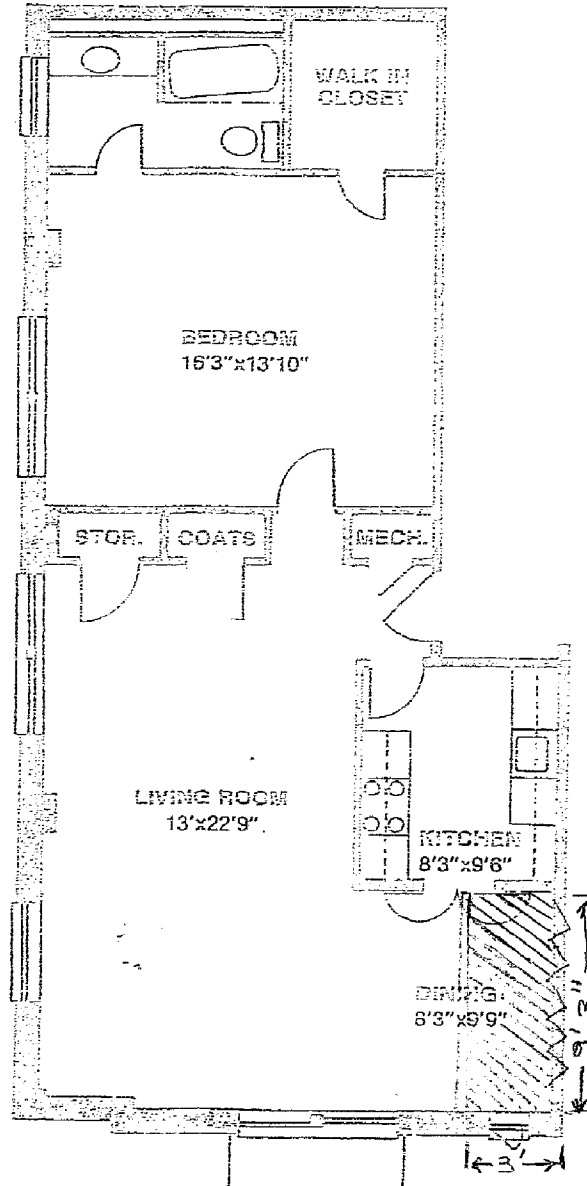 WALK IN
CLOSET
BEDROOM
16'3"x13'10"
STOR.
COATS
MECH.
LIVING ROOM
13'x22'9"
KITCHEN
8'3"x9'6"
DINING
8'3"x9'9"
3'